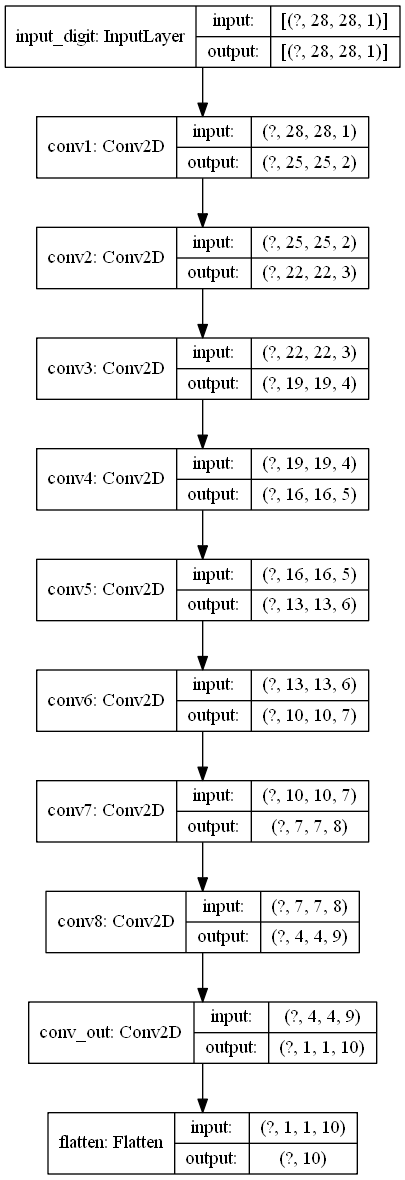 input_digit: InputLayer
input: [(?, 28, 28, 1)]
output: [(?, 28, 28, 1)]
conv1: Conv2D
input: (?, 28, 28, 1)
output: (?, 25, 25, 2)
conv2: Conv2D
input: (?, 25, 25, 2)
output: (?, 22, 22, 3)
conv3: Conv2D
input: (?, 22, 22, 3)
output: (?, 19, 19, 4)
conv4: Conv2D
input: (?, 19, 19, 4)
output: (?, 16, 16, 5)
conv5: Conv2D
input: (?, 16, 16, 5)
output: (?, 13, 13, 6)
conv6: Conv2D
input: (?, 13, 13, 6)
output: (?, 10, 10, 7)
conv7: Conv2D
input: (?, 10, 10, 7)
output: (?, 7, 7, 8)
conv8: Conv2D
input: (?, 7, 7, 8)
output: (?, 4, 4, 9)
conv_out: Conv2D
input: (?, 4, 4, 9)
output: (?, 1, 1, 10)
flatten: Flatten
input: (?, 1, 1, 10)
output: (?, 10)